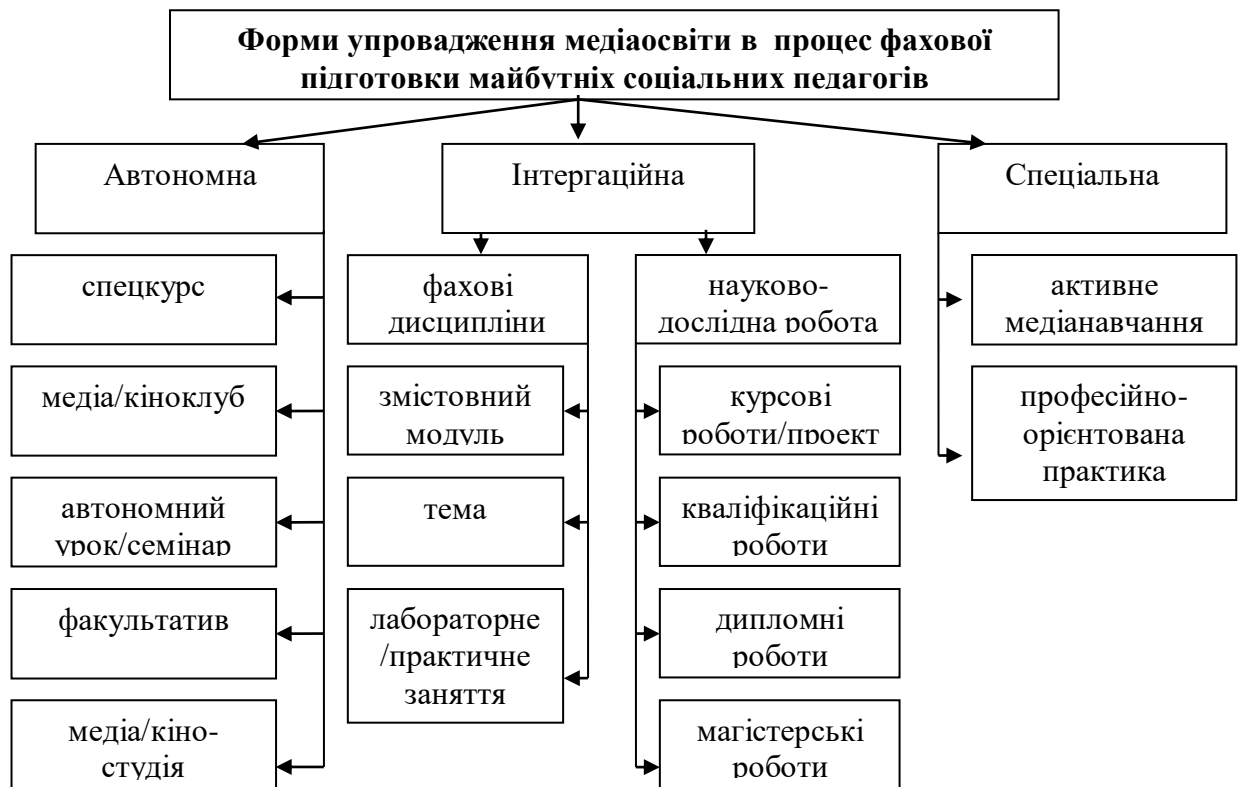 Форми упровадження медіаосвіти в процес фахової
підготовки майбутніх соціальних педагогів
Автономна
Інтергаційна
Спеціальна
спецкурс
медіа/кіноклуб
автономний
урок/семінар
факультатив
медіа/кіно-
студія
фахові
дисципліни
змістовний
модуль
тема
лабораторне
/практичне
заняття
науково-
дослідна робота
курсові
роботи/проект
кваліфікаційні
роботи
дипломні
роботи
магістерські
роботи
активне
медіанавчання
професійно-
орієнтована
практика